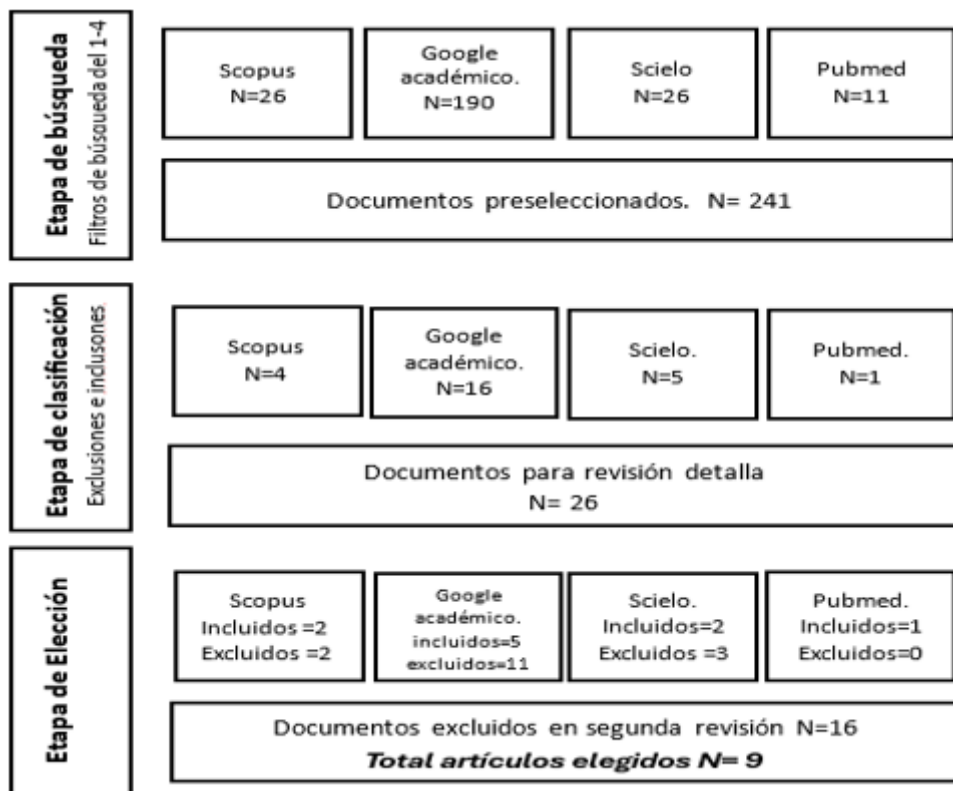 Etapa de búsqueda
Filtros de búsqueda del 1-4
Scopus
N=26
Google
académico.
N=190
Scielo
N=26
Pubmed
N=11
Documentos preseleccionados. N= 241
Etapa de clasificación
Exclusiones e inclusones
Scopus
N=4
Google
académico.
N=16
Scielo.
N=5
Pubmed.
N=1
Documentos para revisión detalla
N= 26
Etapa de Elección
Scopus
Incluidos =2
Excluidos =2
Google
académico.
incluidos=5
excluidos=11
Scielo.
Incluidos=2
Excluidos =3
Pubmed.
Incluidos=1
Excluidos=0
Documentos excluidos en segunda revisión N=16
Total artículos elegidos N= 9